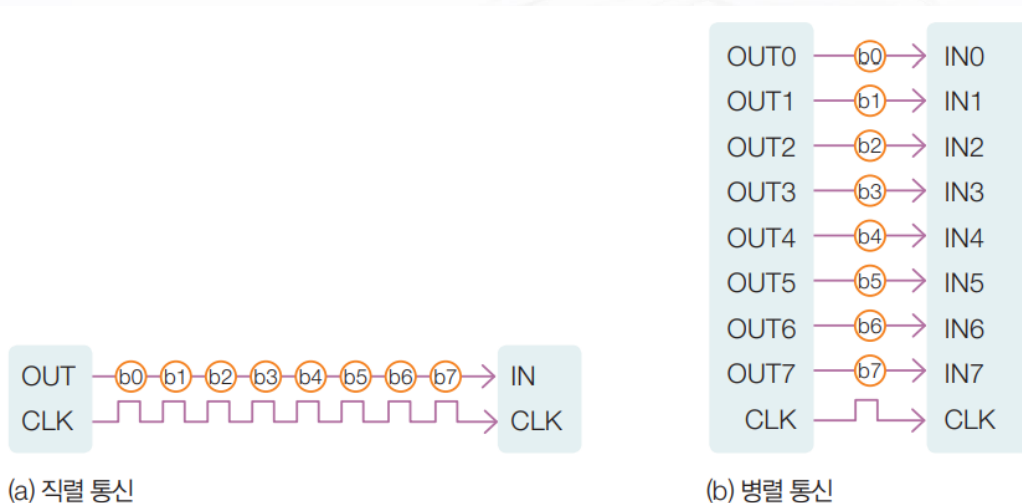 OUT b0 b1 b2 b3 b4 b5 b6 b7 IN
CLK CLK
(a) 직렬 통신
OUT0 b0 IN0
OUT1 b1 IN1
OUT2 b2 IN2
OUT3 b3 IN3
OUT4 b4 IN4
OUT5 b5 IN5
OUT6 b6 IN6
OUT7 b7 IN7
CLK CLK
(b) 병렬 통신